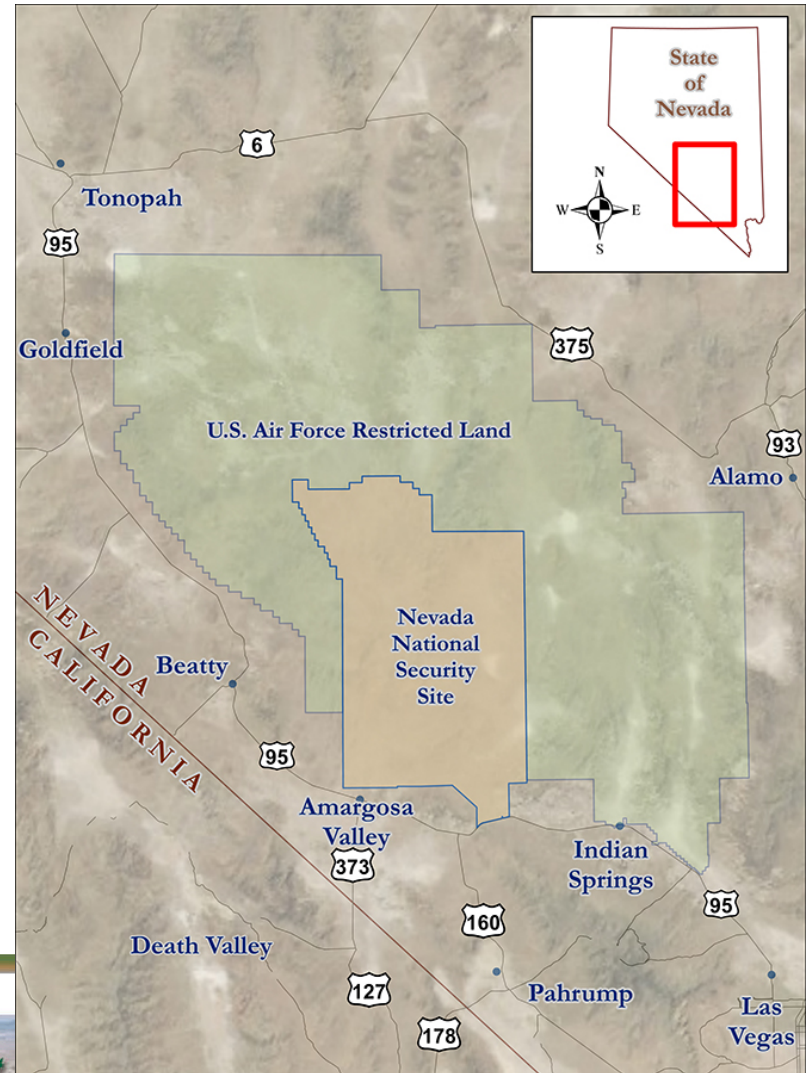 State
of
Nevada
N
W
E
S
6
Tonopah
95
Goldfield
375
U.S. Air Force Restricted Land
93
Alamo
Nevada
National
Security
Site
NEVADA
CALIFORNIA
Beatty
95
Amargosa
Valley
373
Indian
Springs
95
160
Death Valley
127
Pahrump
178
Las
Vegas